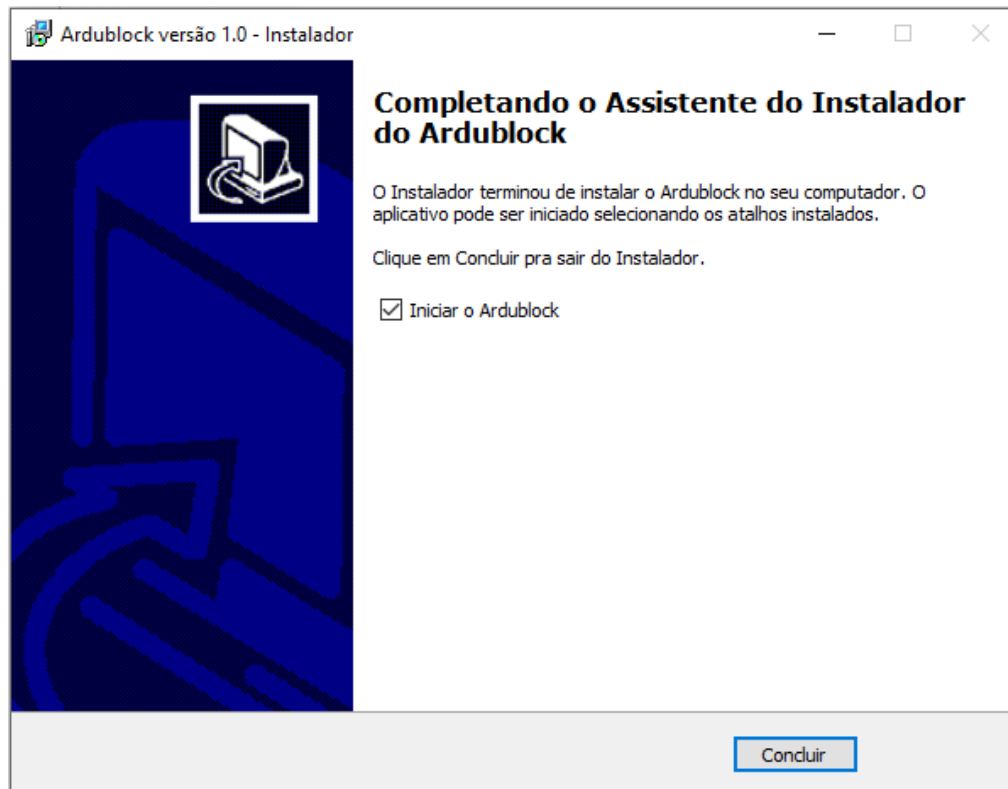 Ardublock versão 1.0 - Instalador
Completando o Assistente do Instalador
do Ardublock
O Instalador terminou de instalar o Ardublock no seu computador. O
aplicativo pode ser iniciado selecionando os atalhos instalados.
Clique em Concluir pra sair do Instalador.
Iniciar o Ardublock
Concluir